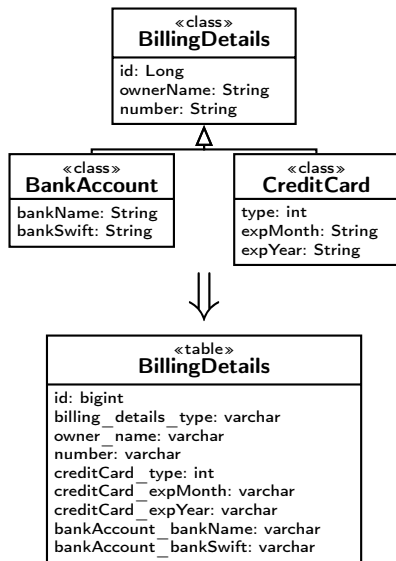 «class»
BillingDetails
id: Long
ownerName: String
number: String
«class»
BankAccount
bankName: String
bankSwift: String
«class»
CreditCard
type: int
expMonth: String
expYear: String
«table»
BillingDetails
id: bigint
billing_details_type: varchar
owner_name: varchar
number: varchar
creditCard_type: int
creditCard_expMonth: varchar
creditCard_expYear: varchar
bankAccount_bankName: varchar
bankAccount_bankSwift: varchar